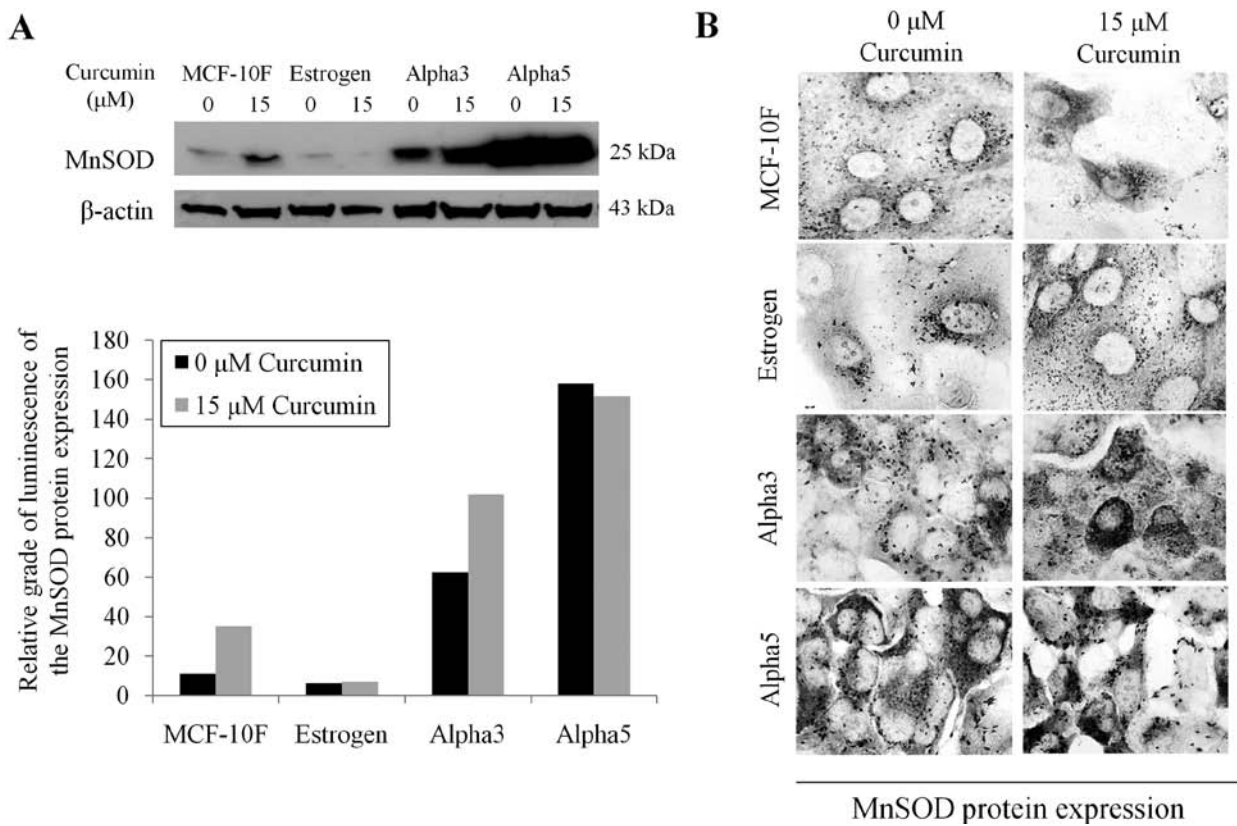 A
Curcumin (μM)
MCF-10F Estrogen Alpha3 Alpha5
0 15 0 15 0 15 0 15
MnSOD
25 kDa
β-actin
43 kDa
Relative grade of luminescence of
the MnSOD protein expression
180
160
140
120
100
80
60
40
20
0
0 μM Curcumin
15 μM Curcumin
MCF-10F Estrogen Alpha3 Alpha5
B
0 μM
Curcumin
15 μM
Curcumin
MCF-10F
Estrogen
Alpha3
Alpha5
MnSOD protein expression